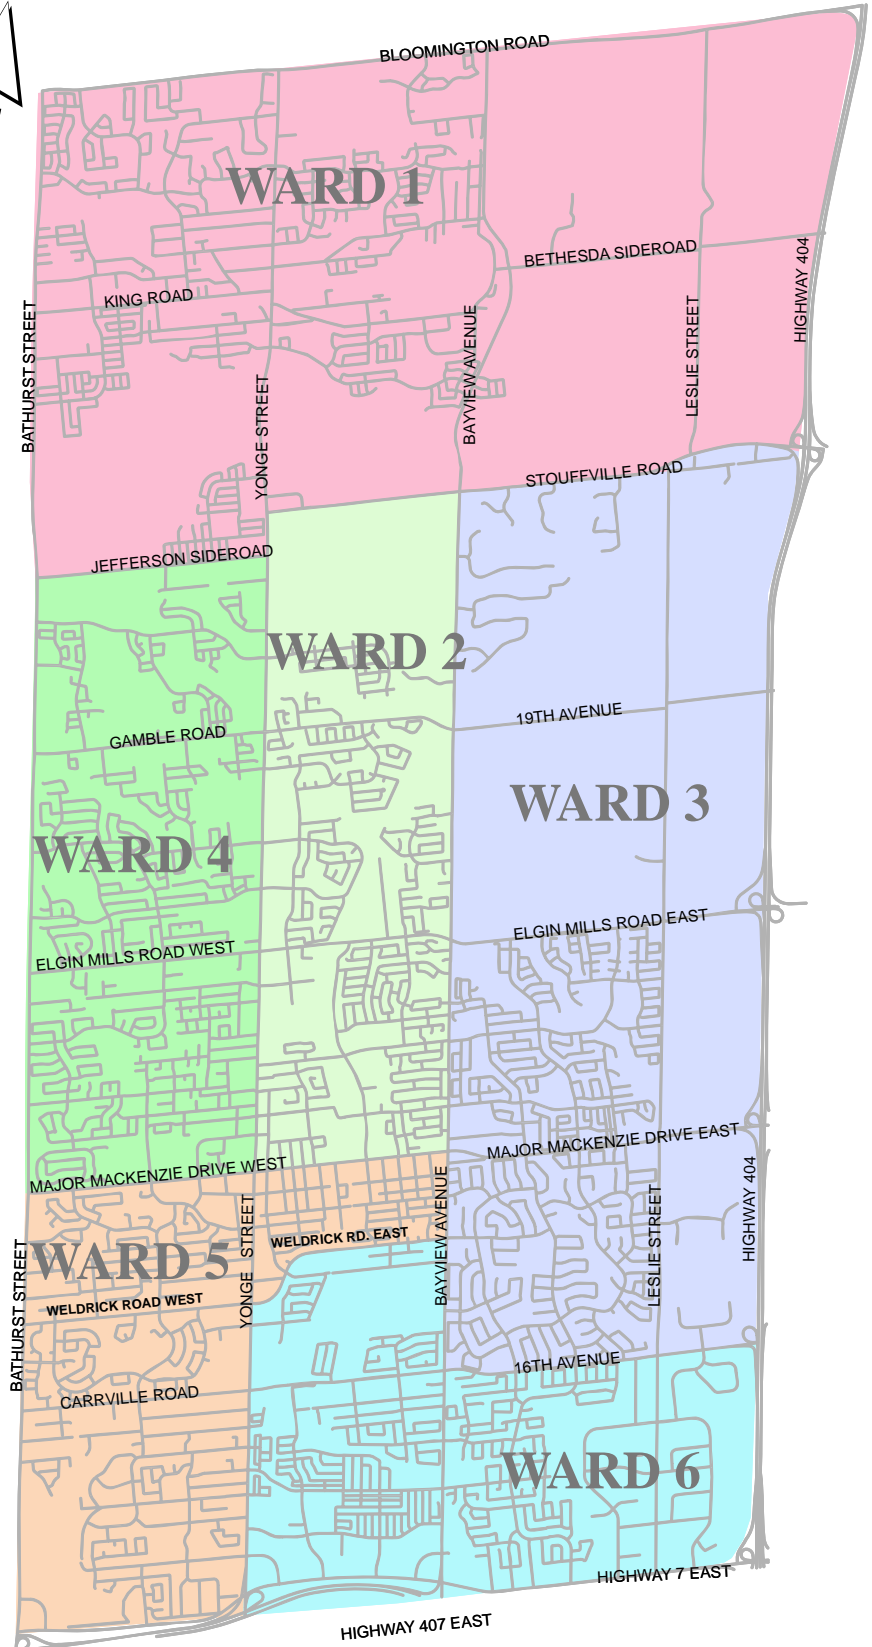 BLOOMINGTON ROAD
WARD 1
BETHESDA SIDEROAD
HIGHWAY 404
KING ROAD
BATHURST STREET
BAYVIEW AVENUE
LESLIE STREET
YONGE STREET
STOUFFVILLE ROAD
JEFFERSON SIDEROAD
WARD 2
19TH AVENUE
GAMBLE ROAD
WARD 3
WARD 4
ELGIN MILLS ROAD EAST
ELGIN MILLS ROAD WEST
MAJOR MACKENZIE DRIVE EAST
MAJOR MACKENZIE DRIVE WEST
HIGHWAY 404
BAYVIEW AVENUE
LESLIE STREET
YONGE STREET
WELDRICK RD. EAST
WARD 5
BATHURST STREET
WELDRICK ROAD WEST
16TH AVENUE
CARRVILLE ROAD
WARD 6
HIGHWAY 7 EAST
HIGHWAY 407 EAST